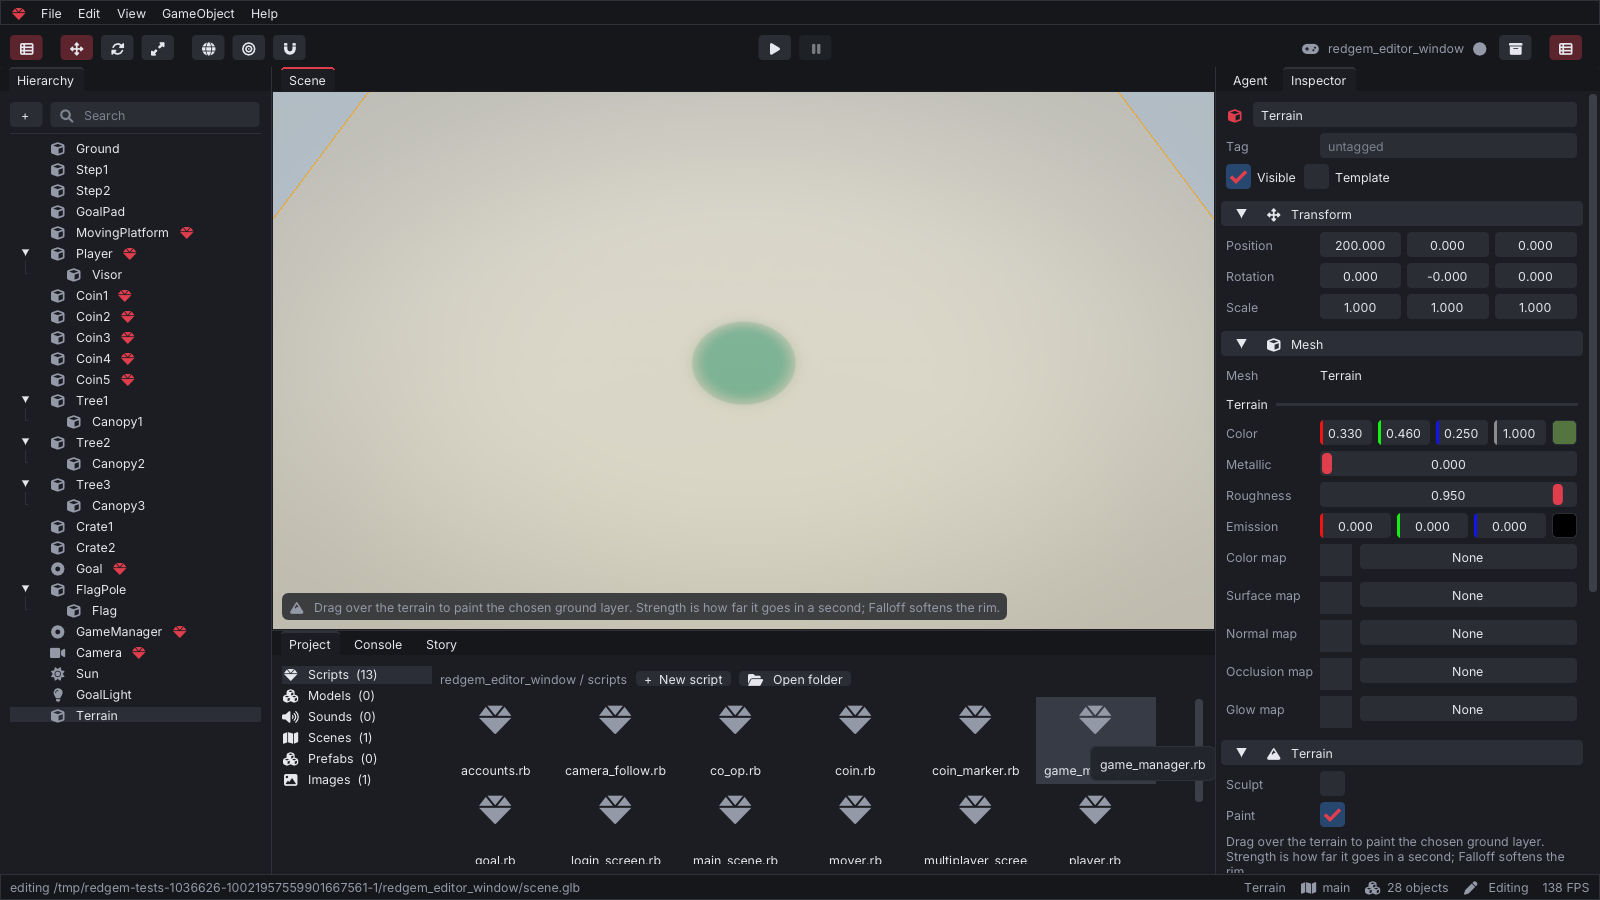 File Edit View GameObject Help
redgem_editor_window
Hierarchy
Scene
Agent Inspector
+ Search
Ground
Step1
Step2
GoalPad
MovingPlatform
Player
Visor
Coin1
Coin2
Coin3
Coin4
Coin5
Tree1
Canopy1
Tree2
Canopy2
Tree3
Canopy3
Crate1
Crate2
Goal
FlagPole
Flag
GameManager
Camera
Sun
GoalLight
Terrain
Drag over the terrain to paint the chosen ground layer. Strength is how far it goes in a second; Falloff softens the rim.
Project Console Story
Scripts (13)
Models (0)
Sounds (0)
Scenes (1)
Prefabs (0)
Images (1)
redgem_editor_window / scripts + New script Open folder
accounts.rb camera_follow.rb co_op.rb coin.rb coin_marker.rb game_m
game_manager.rb
goal.rb login_screen.rb main_scene.rb mover.rb multiplayer_scree player.rb
Terrain
Tag untagged
Visible Template
Transform
Position 200.000 0.000 0.000
Rotation 0.000 -0.000 0.000
Scale 1.000 1.000 1.000
Mesh
Mesh Terrain
Terrain
Color 0.330 0.460 0.250 1.000
Metallic 0.000
Roughness 0.950
Emission 0.000 0.000 0.000
Color map None
Surface map None
Normal map None
Occlusion map None
Glow map None
Terrain
Sculpt
Paint
Drag over the terrain to paint the chosen ground layer.
Strength is how far it goes in a second; Falloff softens the
rim.
editing /tmp/redgem-tests-1036626-10021957559901667561-1/redgem_editor_window/scene.glb
Terrain main 28 objects Editing 138 FPS